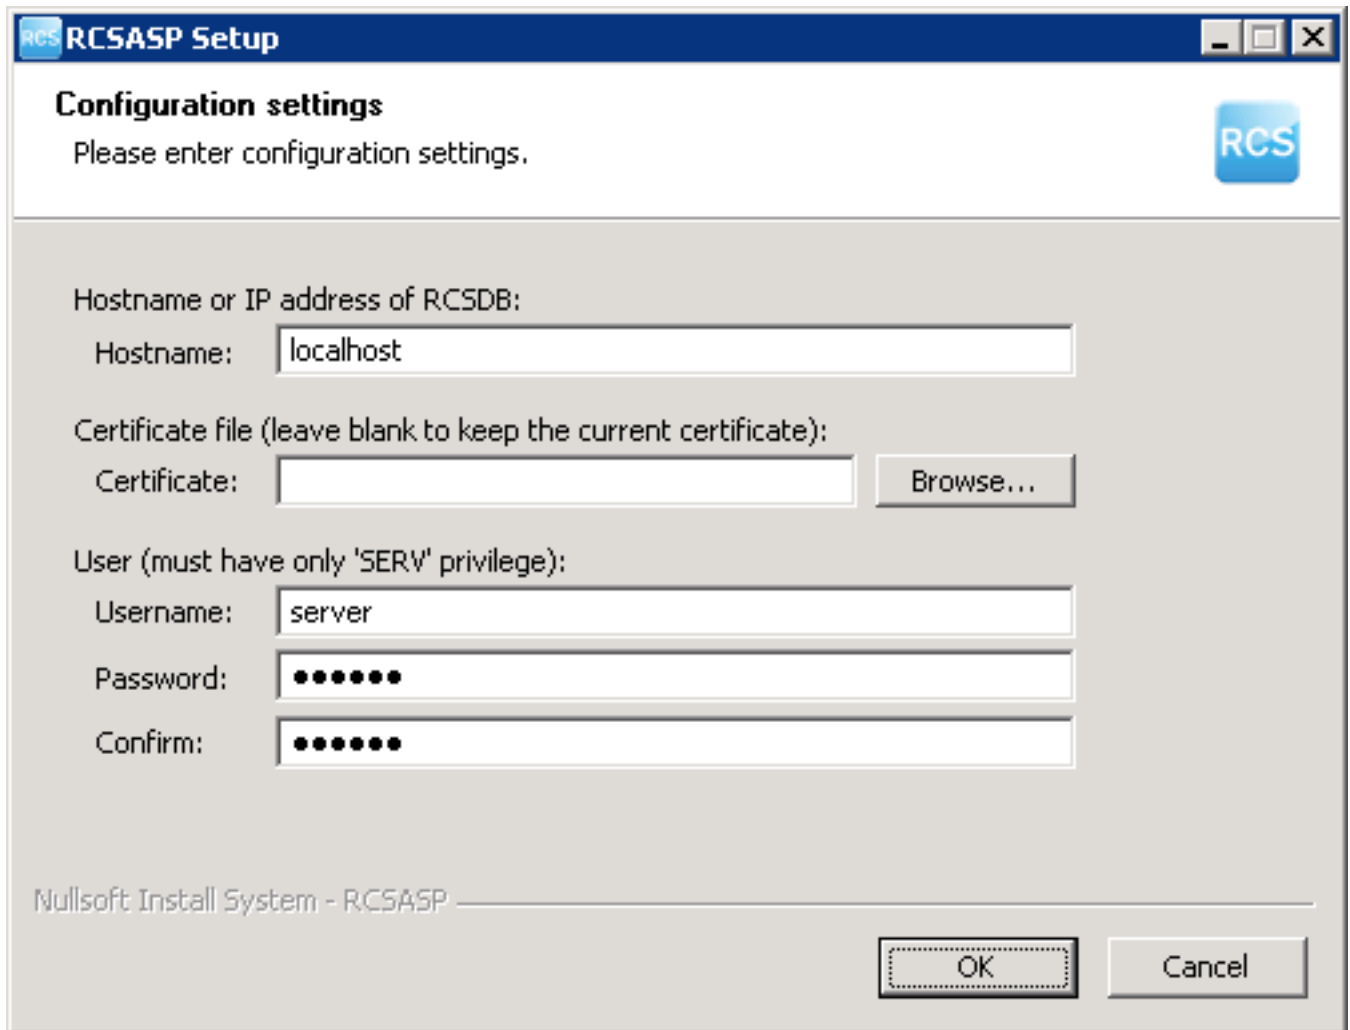 RCS RCSASP Setup
Configuration settings
Please enter configuration settings.
RCS
Hostname or IP address of RCSDB:
Hostname: localhost
Certificate file (leave blank to keep the current certificate):
Certificate: Browse...
User (must have only 'SERV' privilege):
Username: server
Password: ●●●●●●
Confirm: ●●●●●●
Nullsoft Install System - RCSASP
OK Cancel